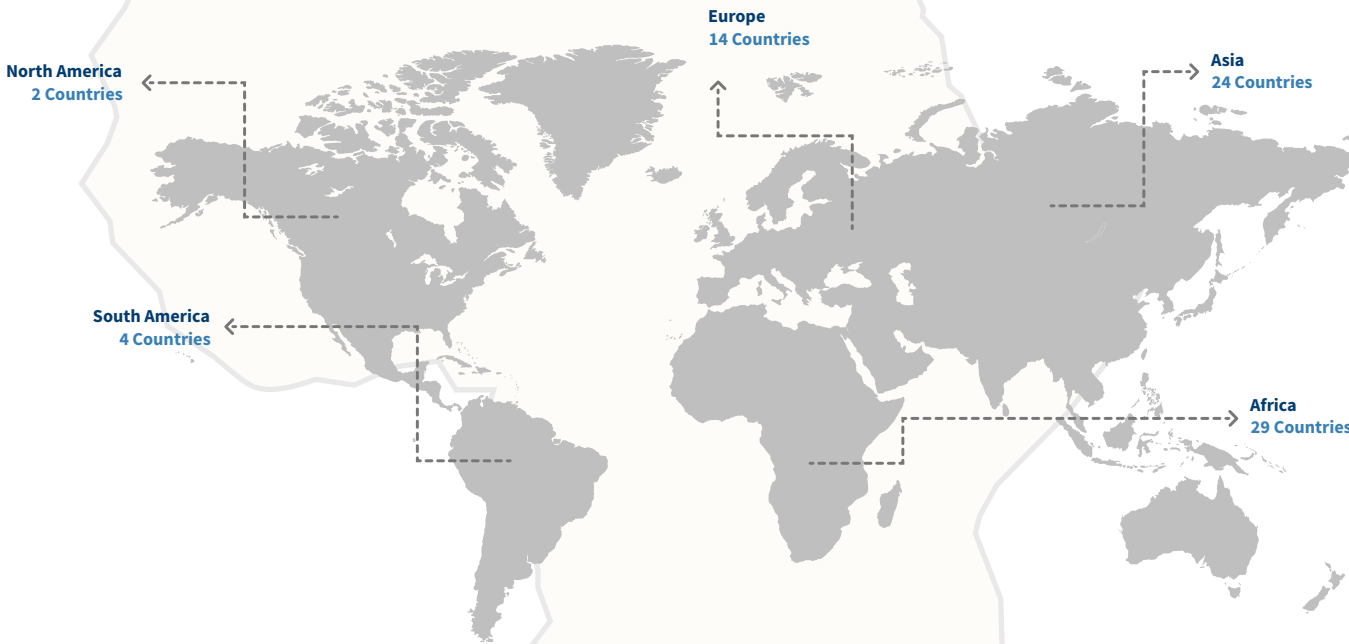 Europe
14 Countries
North America
2 Countries
Asia
24 Countries
South America
4 Countries
Africa
29 Countries